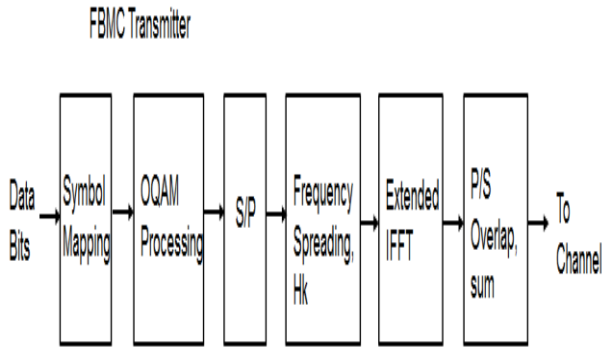 FBMC Transmitter
Data
Bits
Symbol
Mapping
OQAM
Processing
S/P
Frequency
Spreading,
Hk
Extended
IFFT
P/S
Overlap,
sum
To
Channel